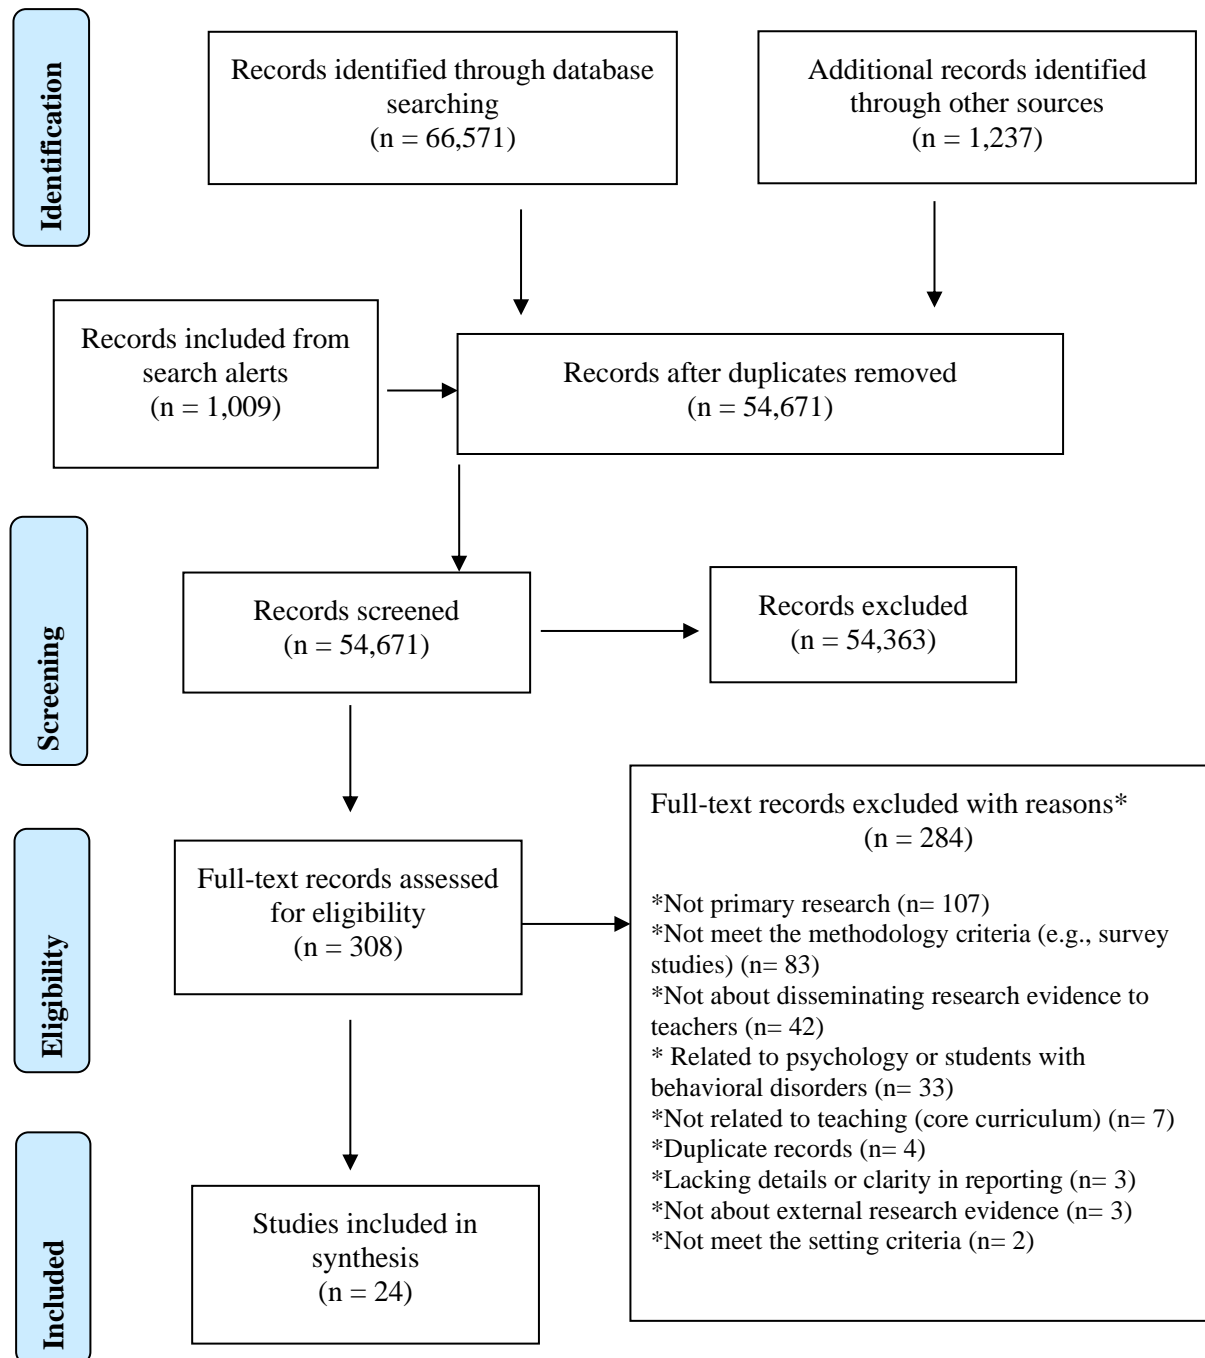 Identification
Records identified through database
searching
(n = 66,571)
Additional records identified
through other sources
(n = 1,237)
Records included from
search alerts
(n = 1,009)
Records after duplicates removed
(n = 54,671)
Screening
Records screened
(n = 54,671)
Records excluded
(n = 54,363)
Eligibility
Full-text records assessed
for eligibility
(n = 308)
Full-text records excluded with reasons*
(n = 284)
*Not primary research (n= 107)
*Not meet the methodology criteria (e.g., survey
studies) (n= 83)
*Not about disseminating research evidence to
teachers (n= 42)
* Related to psychology or students with
behavioral disorders (n= 33)
*Not related to teaching (core curriculum) (n= 7)
*Duplicate records (n= 4)
*Lacking details or clarity in reporting (n= 3)
*Not about external research evidence (n= 3)
*Not meet the setting criteria (n= 2)
Included
Studies included in
synthesis
(n = 24)